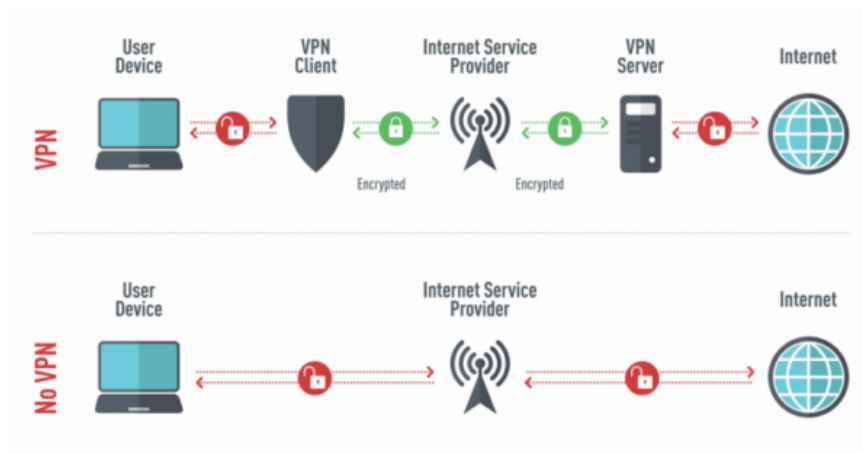 User
Device
VPN
Client
Internet Service
Provider
VPN
Server
Internet
VPN
Encrypted
Encrypted
User
Device
Internet Service
Provider
Internet
No VPN